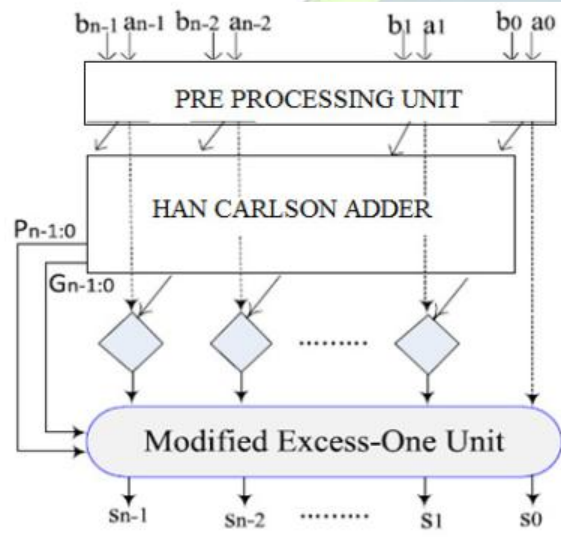 bn-1 an-1 bn-2 an-2 b1 a1 b0 a0
PRE PROCESSING UNIT
HAN CARLSON ADDER
Pn-1:0
Gn-1:0
.........
Modified Excess-One Unit
sn-1 sn-2 ......... s1 s0